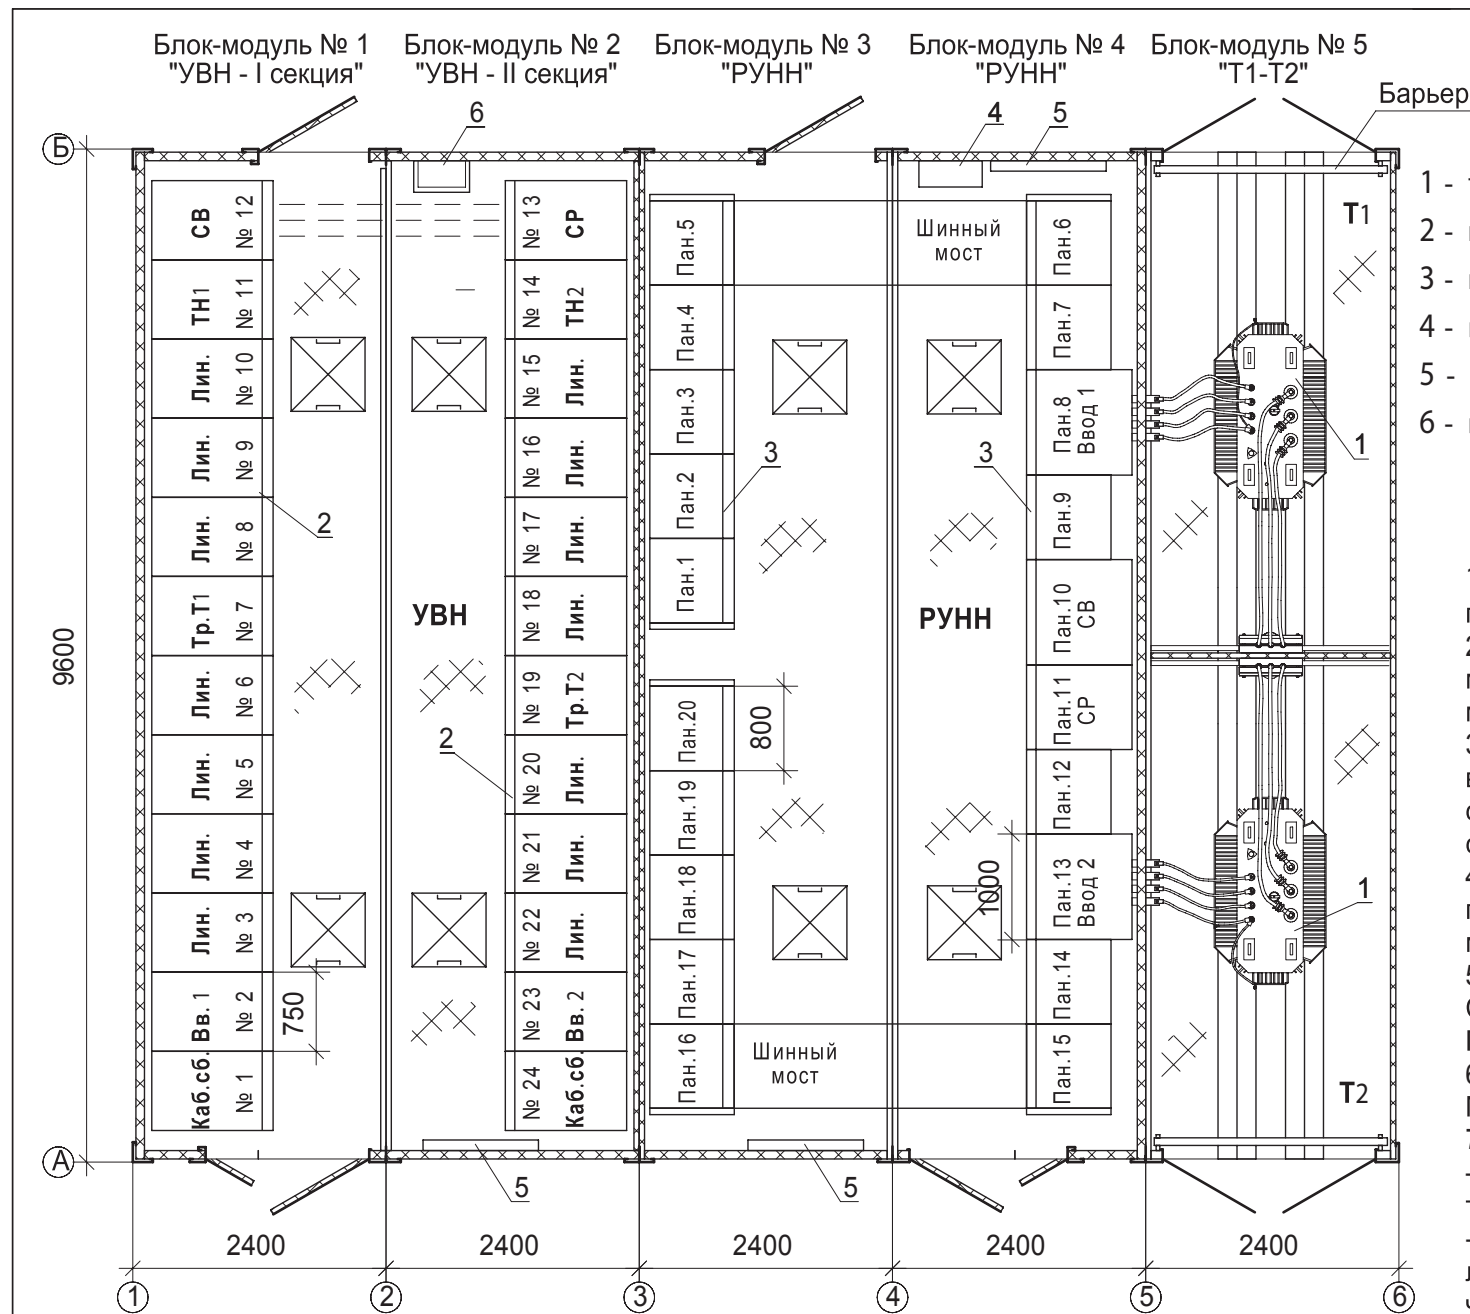 Блок-модуль № 1
"УВН - I секция"
Блок-модуль № 2
"УВН - II секция"
Блок-модуль № 3
"РУНН"
Блок-модуль № 4
"РУНН"
Блок-модуль № 5
"Т1-Т2"
Барьер
Б
6
4
5
СВ № 12
ТН1 № 11
Лин. № 10
Лин. № 9
Лин. № 8
Тр.Т1 № 7
Лин. № 6
Лин. № 5
Лин. № 4
Лин. № 3
Вв. 1 № 2
Каб.сб. № 1
2
750
9600
УВН
2
№ 13 СР
№ 14 ТН2
№ 15 Лин.
№ 16 Лин.
№ 17 Лин.
№ 18 Лин.
№ 19 Тр.Т2
№ 20 Лин.
№ 21 Лин.
№ 22 Лин.
№ 23 Вв. 2
№ 24 Каб.сб.
Пан.5
Пан.4
Пан.3
Пан.2
Пан.1
Пан.20
Пан.19
Пан.18
Пан.17
Пан.16
3
800
Шинный
мост
Шинный
мост
РУНН
3
1000
Пан.6
Пан.7
Пан.8
Ввод 1
Пан.9
Пан.10
СВ
Пан.11
СР
Пан.12
Пан.13
Ввод 2
Пан.14
Пан.15
Т1
1
1
Т2
1 -
2 -
3 -
4 -
5 -
6 -
А
5
5
2400
2400
2400
2400
2400
1
2
3
4
5
6